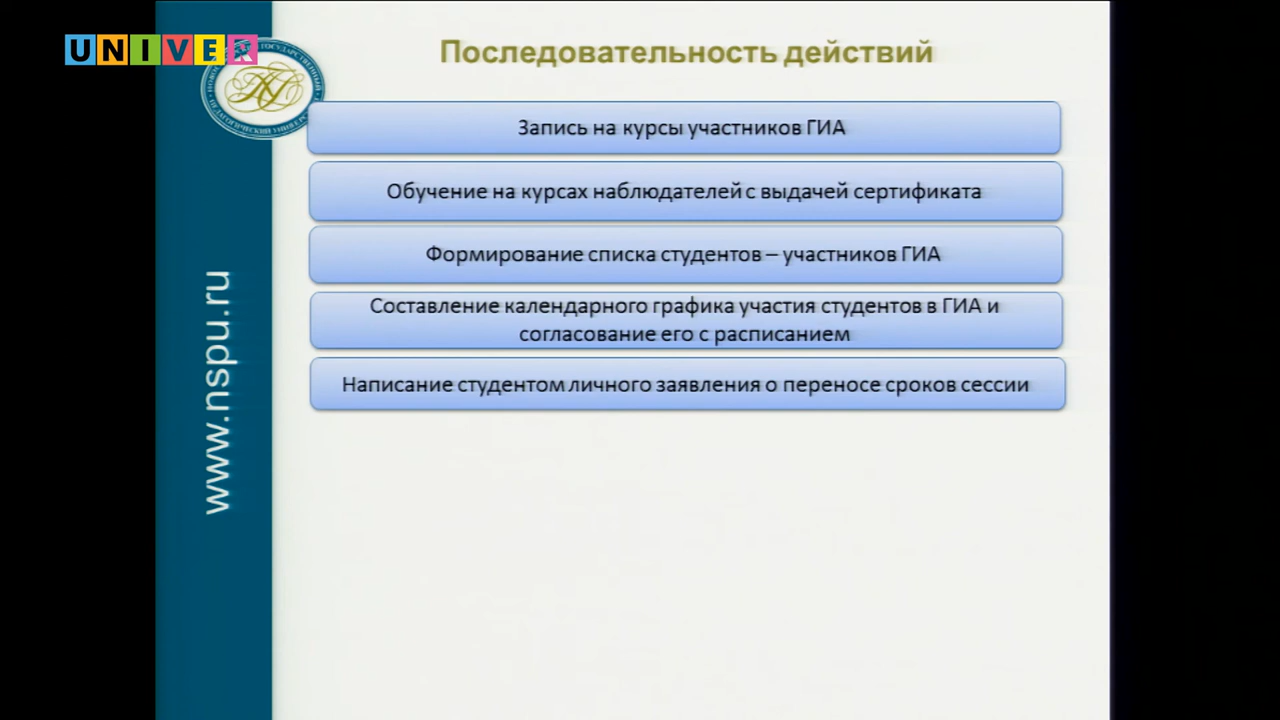 UNIVER
Последовательность действий
Запись на курсы участников ГИА
Обучение на курсах наблюдателей с выдачей сертификата
Формирование списка студентов – участников ГИА
Составление календарного графика участия студентов в ГИА и
согласование его с расписанием
Написание студентом личного заявления о переносе сроков сессии
www.nspu.ru